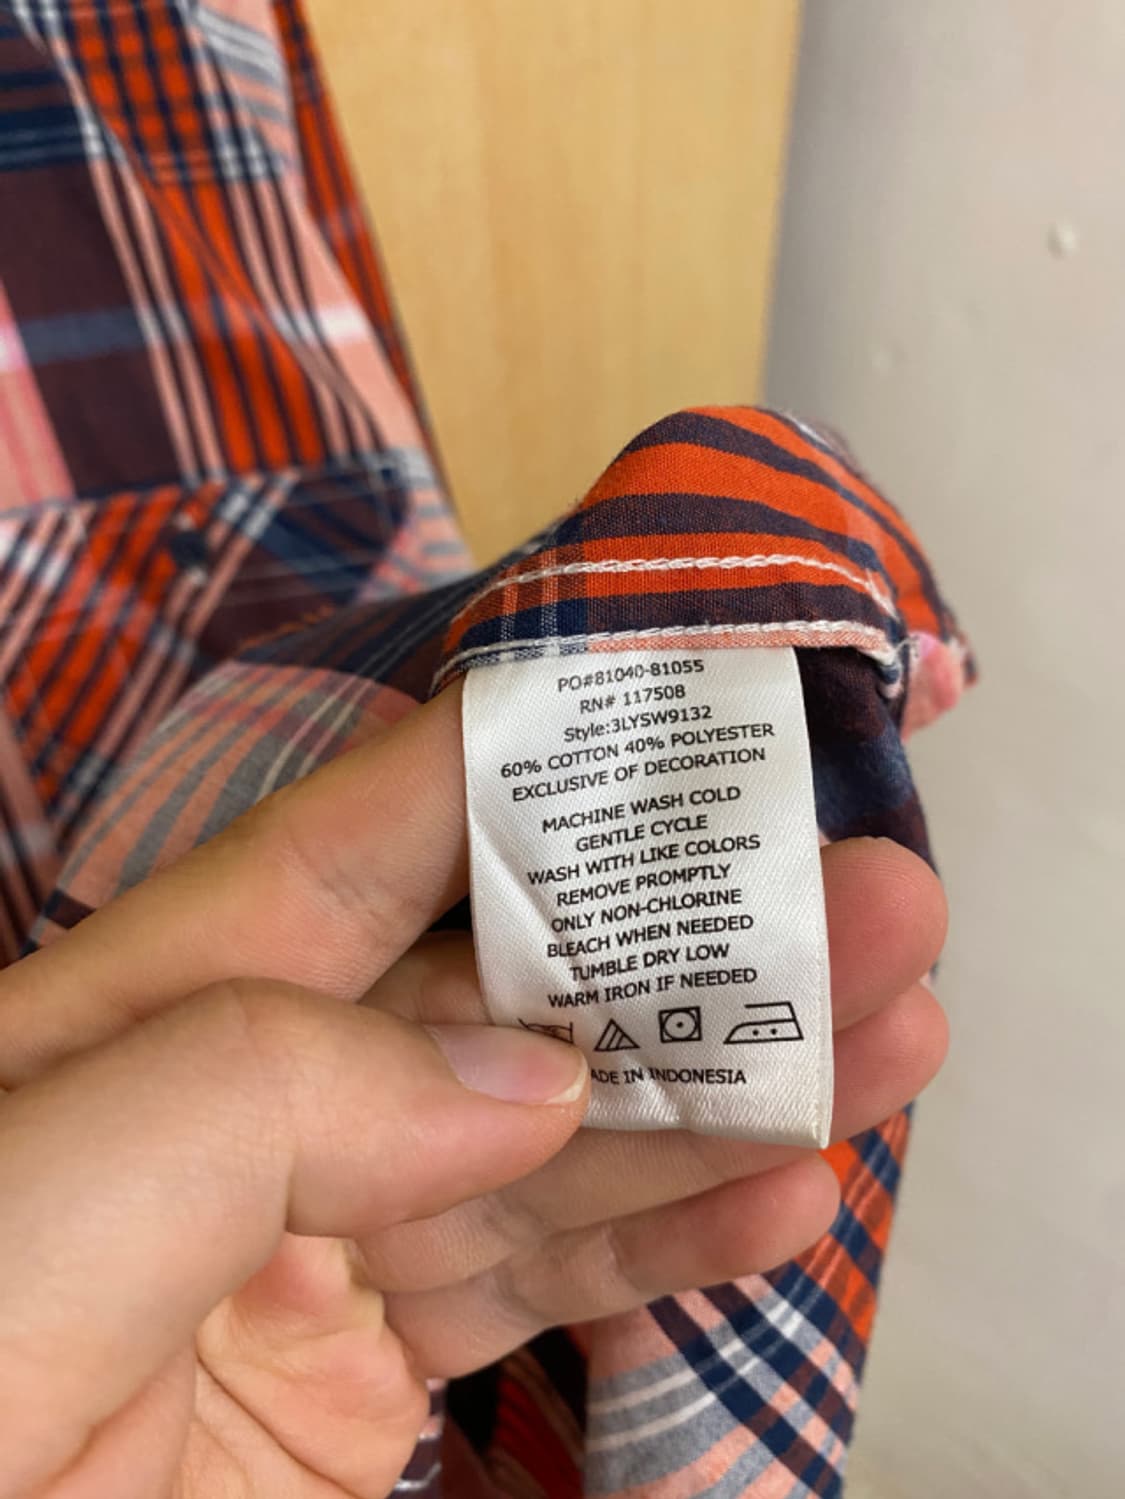 PO#81040-81055
RN# 117508
Style:3LYSW9132
60% COTTON 40% POLYESTER
EXCLUSIVE OF DECORATION
MACHINE WASH COLD
GENTLE CYCLE
WASH WITH LIKE COLORS
REMOVE PROMPTLY
ONLY NON-CHLORINE
BLEACH WHEN NEEDED
TUMBLE DRY LOW
WARM IRON IF NEEDED
ADE IN INDONESIA